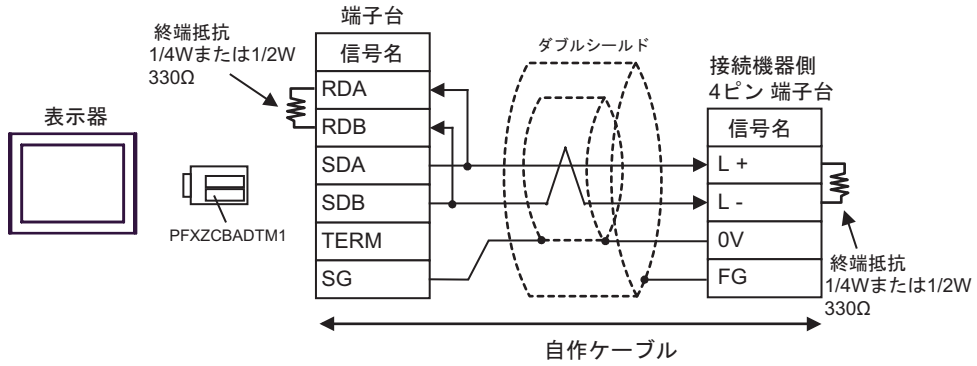 端子台
終端抵抗
1/4Wまたは1/2W
330Ω
信号名
RDA
RDB
SDA
SDB
TERM
SG
表示器
PFXZCBADTM1
ダブルシールド
接続機器側
4ピン 端子台
信号名
L +
L -
0V
FG
終端抵抗
1/4Wまたは1/2W
330Ω
自作ケーブル